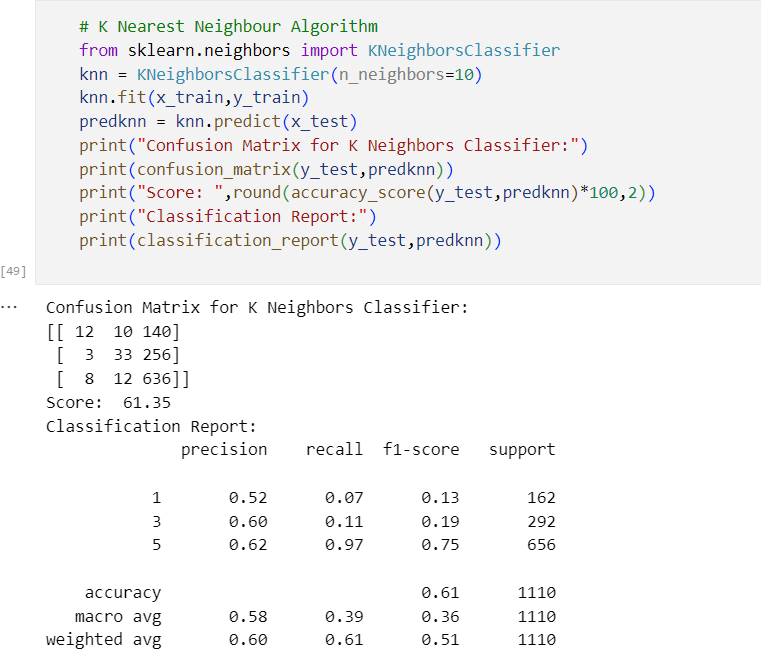 # K Nearest Neighbour Algorithm
from sklearn.neighbors import KNeighborsClassifier
knn = KNeighborsClassifier(n_neighbors=10)
knn.fit(x_train,y_train)
predknn = knn.predict(x_test)
print("Confusion Matrix for K Neighbors Classifier:")
print(confusion_matrix(y_test,predknn))
print("Score: ",round(accuracy_score(y_test,predknn)*100,2))
print("Classification Report:")
print(classification_report(y_test,predknn))
[49]
... Confusion Matrix for K Neighbors Classifier:
[[ 12  10 140]
 [  3  33 256]
 [  8  12 636]]
Score:  61.35
Classification Report:
              precision    recall  f1-score   support
           1       0.52      0.07      0.13       162
           3       0.60      0.11      0.19       292
           5       0.62      0.97      0.75       656
    accuracy                           0.61      1110
   macro avg       0.58      0.39      0.36      1110
weighted avg       0.60      0.61      0.51      1110